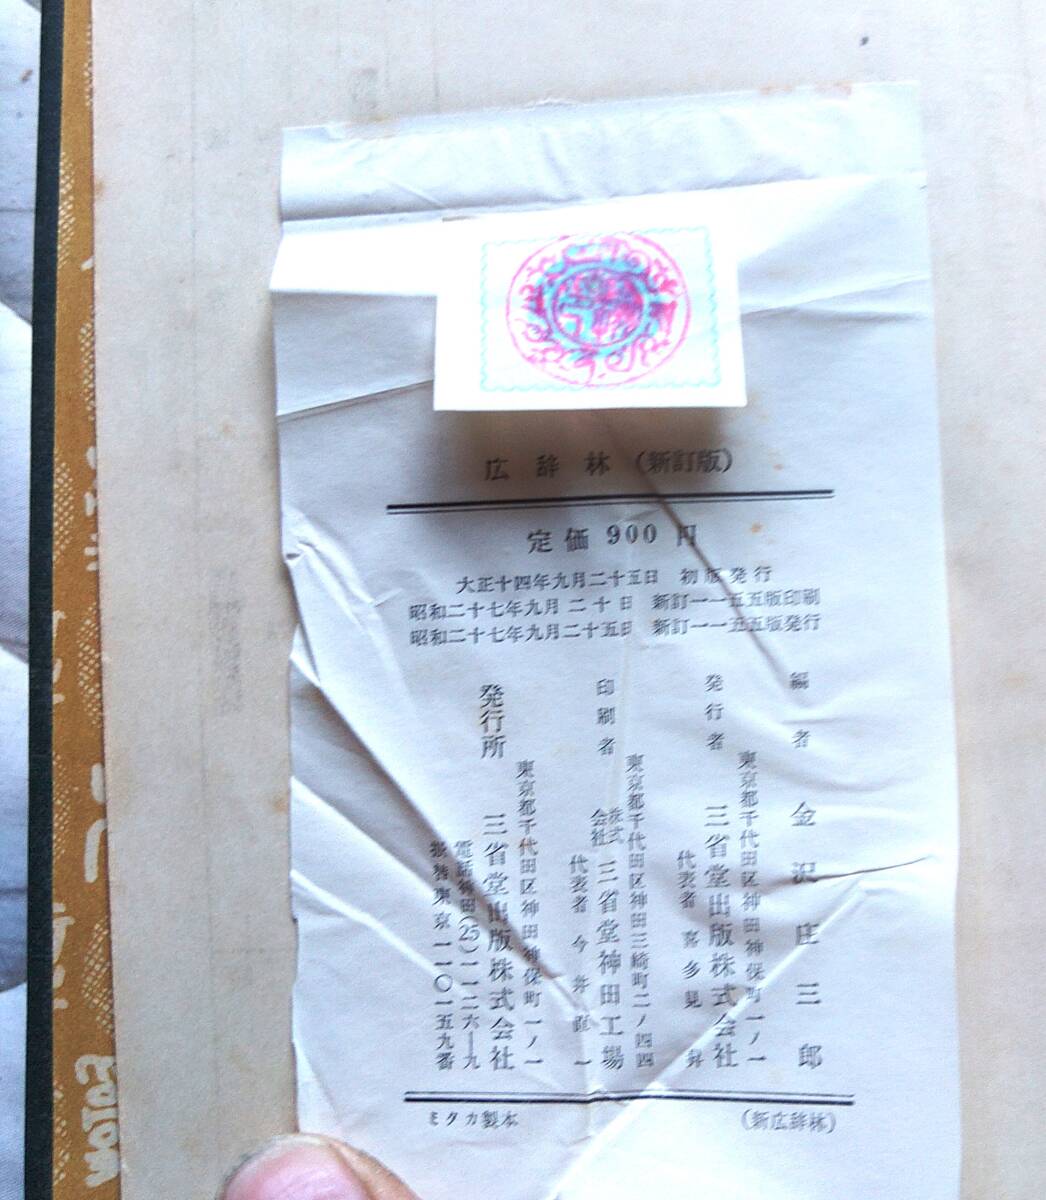 広辞林（新訂版）
定価 900 円
大正十四年九月二十五日 初版発行
昭和二十七年九月二十日 新訂一一五五版印刷
昭和二十七年九月二十五日 新訂一一五五版発行
編者 金沢庄三郎
東京都千代田区神田神保町一ノ一
発行者 三省堂出版株式会社
代表者 喜多見昇
東京都千代田区神田三崎町二ノ四四
印刷者 株式会社 三省堂神田工場
代表者 今井直一
東京都千代田区神田神保町一ノ一
発行所 三省堂出版株式会社
電話神田(25)一一二六―九
振替東京一一〇一五九番
ミクカ製本
（新広辞林）